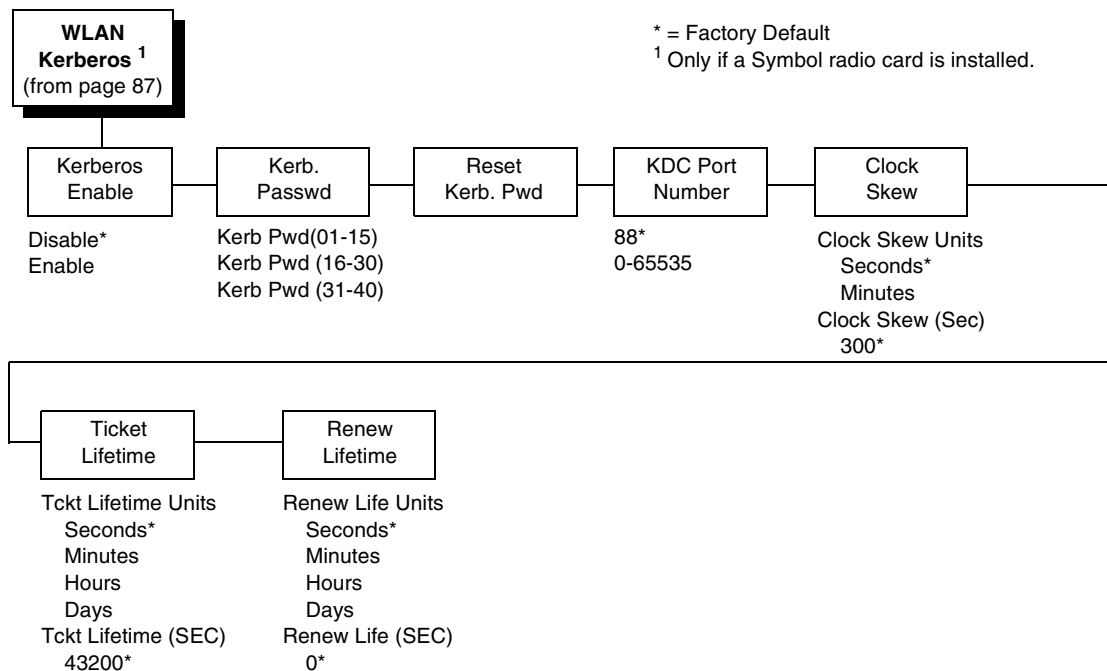 WLAN
Kerberos 1
(from page 87)
* = Factory Default
1 Only if a Symbol radio card is installed.
Kerberos
Enable
Disable*
Enable
Kerb.
Passwd
Kerb Pwd(01-15)
Kerb Pwd (16-30)
Kerb Pwd (31-40)
Reset
Kerb. Pwd
KDC Port
Number
88*
0-65535
Clock
Skew
Clock Skew Units
Seconds*
Minutes
Clock Skew (Sec)
300*
Ticket
Lifetime
Tckt Lifetime Units
Seconds*
Minutes
Hours
Days
Tckt Lifetime (SEC)
43200*
Renew
Lifetime
Renew Life Units
Seconds*
Minutes
Hours
Days
Renew Life (SEC)
0*